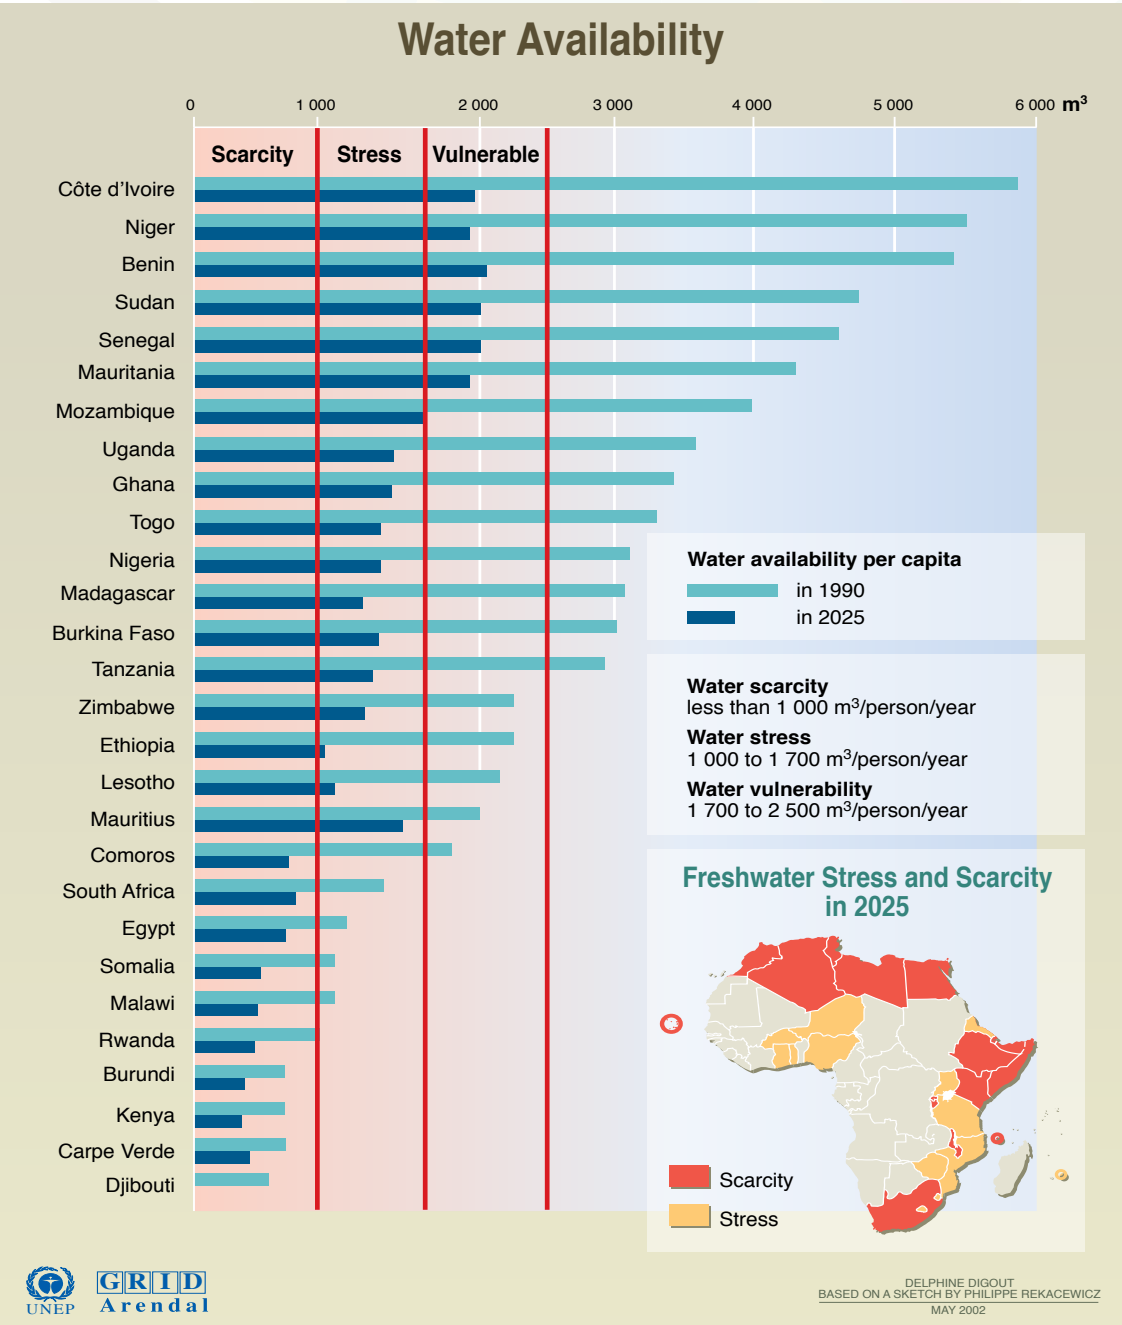 Water Availability
0 1 000 2 000 3 000 4 000 5 000 6 000 m³
Scarcity Stress Vulnerable
Côte d’Ivoire
Niger
Benin
Sudan
Senegal
Mauritania
Mozambique
Uganda
Ghana
Togo
Nigeria
Madagascar
Burkina Faso
Tanzania
Zimbabwe
Ethiopia
Lesotho
Mauritius
Comoros
South Africa
Egypt
Somalia
Malawi
Rwanda
Burundi
Kenya
Carpe Verde
Djibouti
Water availability per capita
in 1990
in 2025
Water scarcity
less than 1 000 m³/person/year
Water stress
1 000 to 1 700 m³/person/year
Water vulnerability
1 700 to 2 500 m³/person/year
Freshwater Stress and Scarcity
in 2025
Scarcity
Stress
UNEP
GRID
Arendal
DELPHINE DIGOUT
BASED ON A SKETCH BY PHILIPPE REKACEWICZ
MAY 2002